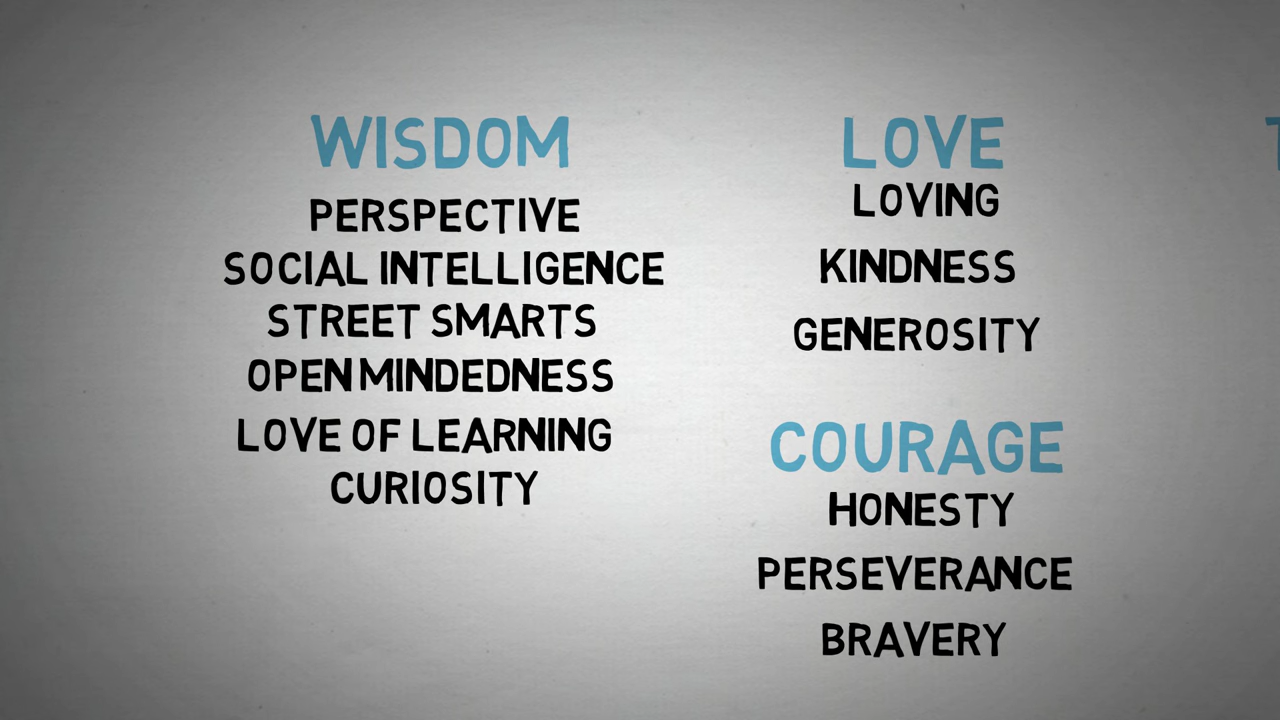 WISDOM
PERSPECTIVE
SOCIAL INTELLIGENCE
STREET SMARTS
OPEN MINDEDNESS
LOVE OF LEARNING
CURIOSITY
LOVE
LOVING
KINDNESS
GENEROSITY
COURAGE
HONESTY
PERSEVERANCE
BRAVERY